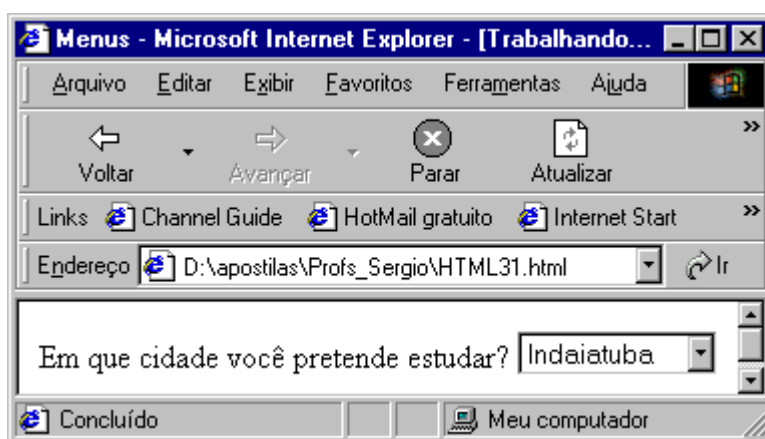 Menus - Microsoft Internet Explorer - [Trabalhando...
Arquivo Editar Exibir Favoritos Ferramentas Ajuda
Voltar Avançar Parar Atualizar »
Links Channel Guide HotMail gratuito Internet Start »
Endereço D:\apostilas\Profs_Sergio\HTML31.html Ir
Em que cidade você pretende estudar? Indaiatuba
Concluído Meu computador